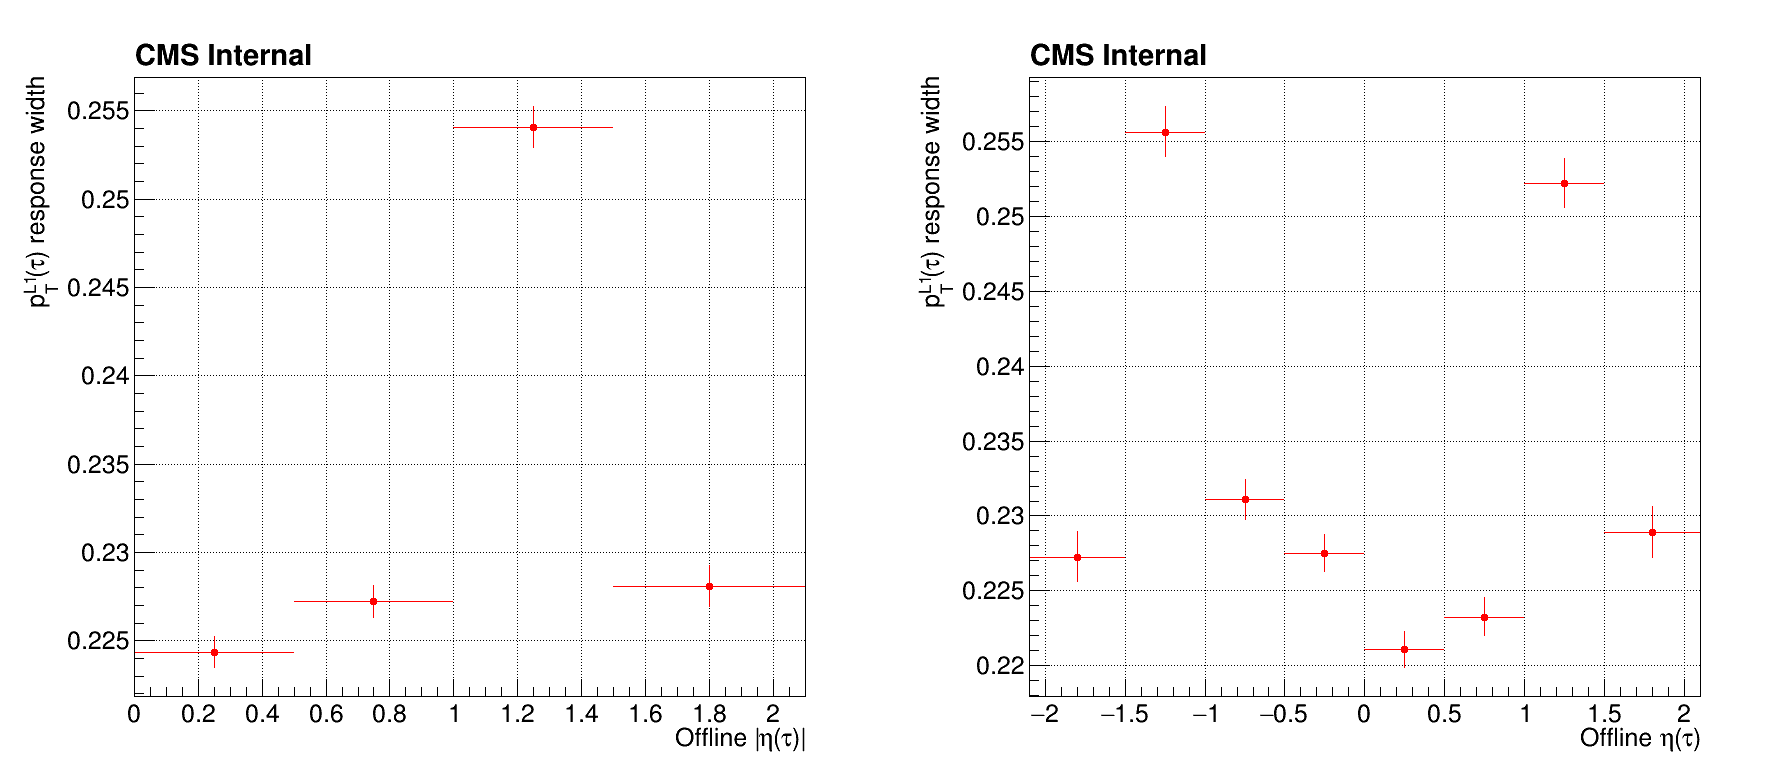 CMS Internal
p_T^L1(τ) response width
0.255
0.25
0.245
0.24
0.235
0.23
0.225
0 0.2 0.4 0.6 0.8 1 1.2 1.4 1.6 1.8 2
Offline |η(τ)|
CMS Internal
p_T^L1(τ) response width
0.255
0.25
0.245
0.24
0.235
0.23
0.225
0.22
−2 −1.5 −1 −0.5 0 0.5 1 1.5 2
Offline η(τ)